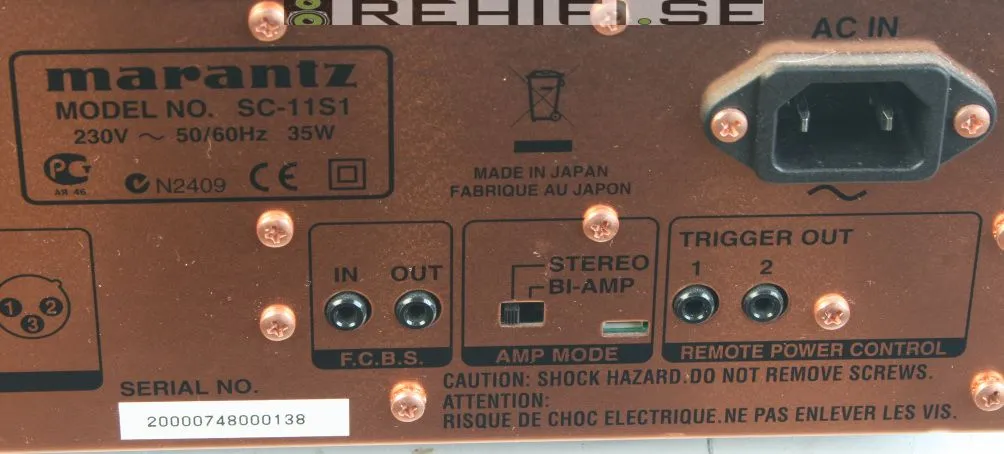 REHIFI.SE
AC IN
marantz
MODEL NO. SC-11S1
230V ~ 50/60Hz 35W
РСТ
АЯ 46
N2409 CE
MADE IN JAPAN
FABRIQUE AU JAPON
1 2
3
IN OUT
F.C.B.S.
STEREO
BI-AMP
AMP MODE
TRIGGER OUT
1 2
REMOTE POWER CONTROL
SERIAL NO.
20000748000138
CAUTION: SHOCK HAZARD.DO NOT REMOVE SCREWS.
ATTENTION:
RISQUE DE CHOC ELECTRIQUE.NE PAS ENLEVER LES VIS.